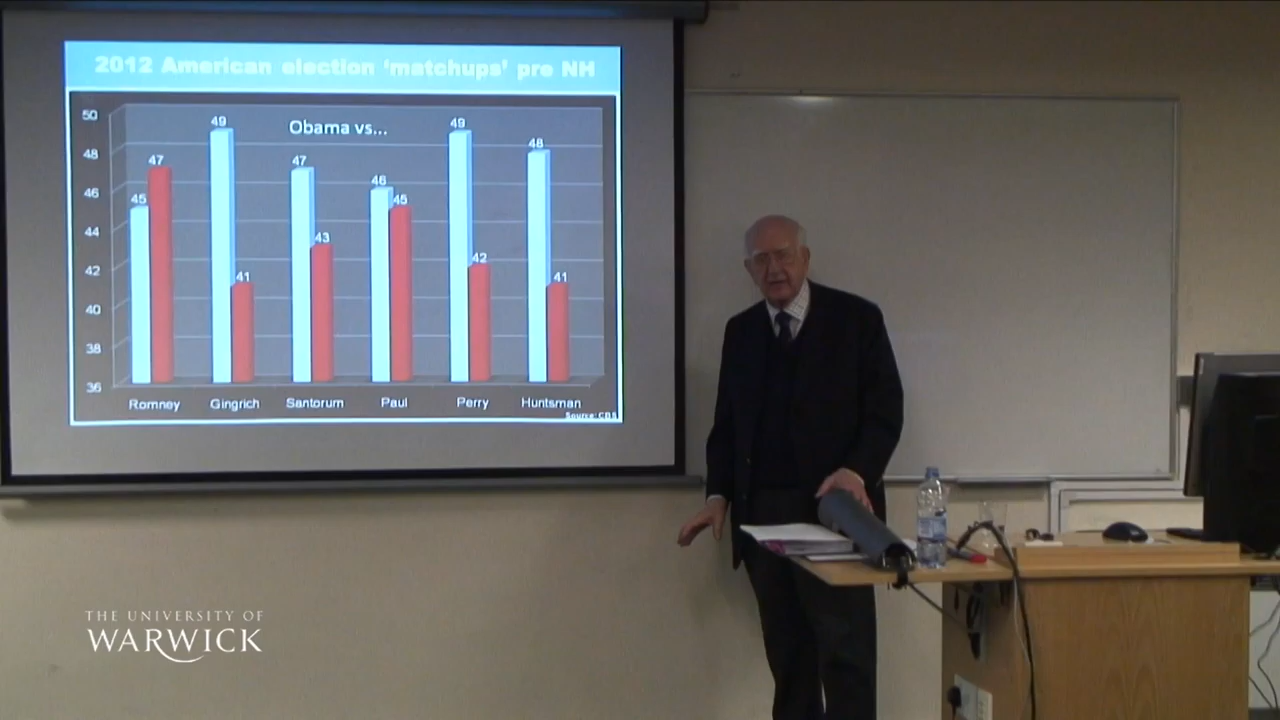 2012 American election ‘matchups’ pre NH
Obama vs...
50
48
46
44
42
40
38
36
45 47
49 41
47 43
46 45
49 42
48 41
Romney Gingrich Santorum Paul Perry Huntsman
Source: CBS
THE UNIVERSITY OF
WARWICK